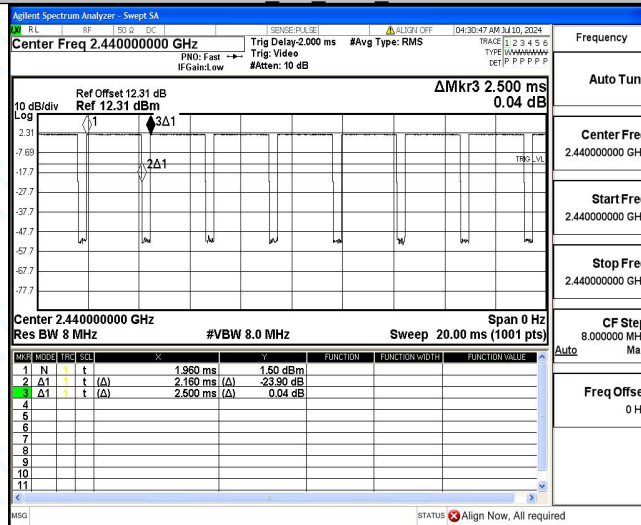 Agilent Spectrum Analyzer - Swept SA
RL RF 50 Ω DC SENSE:PULSE ALIGN OFF 04:30:47 AM Jul 10, 2024
Center Freq 2.440000000 GHz
PNO: Fast
IFGain:Low
Trig Delay-2.000 ms
Trig: Video
#Atten: 10 dB
#Avg Type: RMS
TRACE 1 2 3 4 5 6
TYPE
DET P P P P P P
Frequency
Auto Tun
Ref Offset 12.31 dB
10 dB/div Ref 12.31 dBm
ΔMkr3 2.500 ms
0.04 dB
Log
1
3Δ1
2Δ1
TRIG LVL
2.31
-7.69
-17.7
-27.7
-37.7
-47.7
-57.7
-67.7
-77.7
Center Fre
2.440000000 GH
Start Fre
2.440000000 GH
Stop Fre
2.440000000 GH
Center 2.440000000 GHz Span 0 Hz
Res BW 8 MHz #VBW 8.0 MHz Sweep 20.00 ms (1001 pts)
CF Ste
8.000000 MH
Auto Ma
Freq Offse
0 H
MKR MODE TRC SCL X Y FUNCTION FUNCTION WIDTH FUNCTION VALUE
1 N 1 t 1.960 ms 1.50 dBm
2 Δ1 1 t (Δ) 2.160 ms (Δ) -23.90 dB
3 Δ1 1 t (Δ) 2.500 ms (Δ) 0.04 dB
4
5
6
7
8
9
10
11
MSG STATUS Align Now, All required